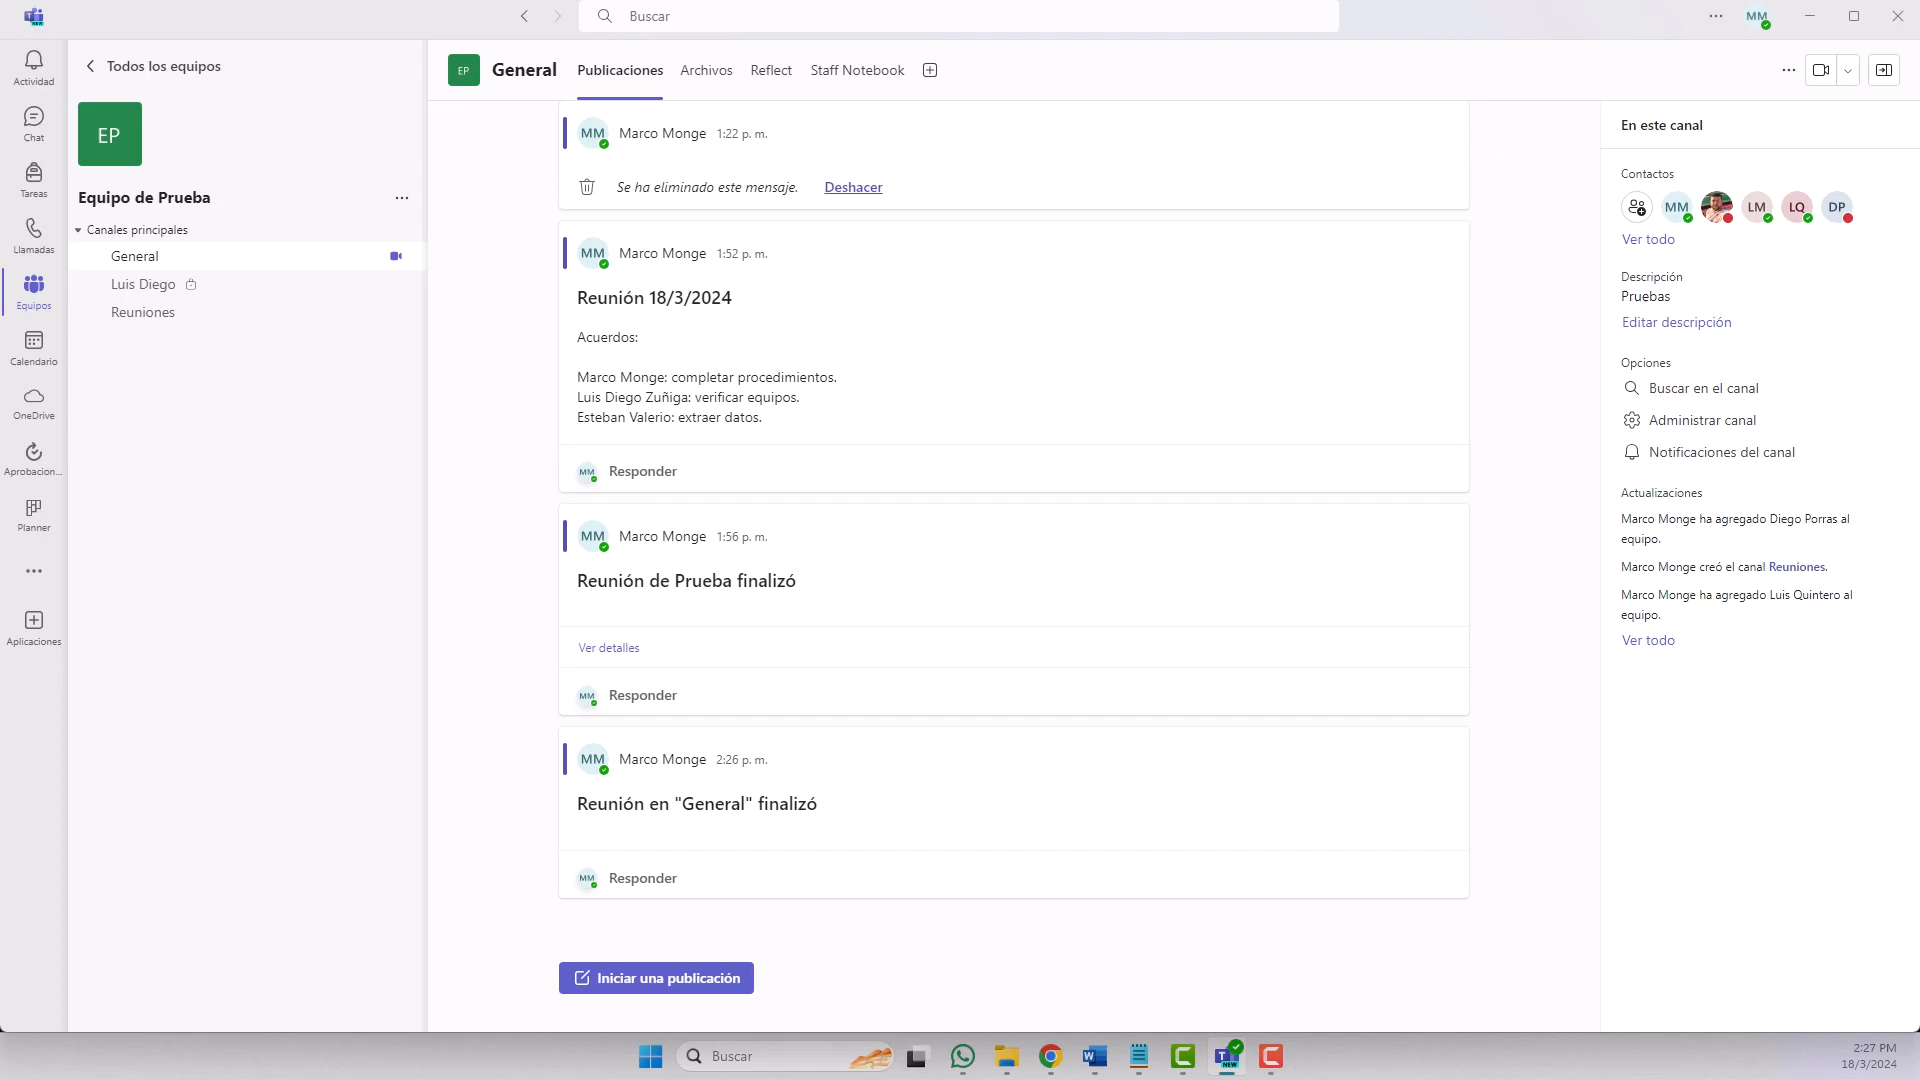 NEW
Buscar
MM
Actividad
Chat
Tareas
Llamadas
Equipos
Calendario
OneDrive
Aprobacion...
Planner
Aplicaciones
Todos los equipos
EP
Equipo de Prueba
Canales principales
General
Luis Diego
Reuniones
EP
General
Publicaciones
Archivos
Reflect
Staff Notebook
MM
Marco Monge 1:22 p. m.
Se ha eliminado este mensaje. Deshacer
MM
Marco Monge 1:52 p. m.
Reunión 18/3/2024
Acuerdos:
Marco Monge: completar procedimientos.
Luis Diego Zuñiga: verificar equipos.
Esteban Valerio: extraer datos.
MM
Responder
MM
Marco Monge 1:56 p. m.
Reunión de Prueba finalizó
Ver detalles
MM
Responder
MM
Marco Monge 2:26 p. m.
Reunión en "General" finalizó
MM
Responder
Iniciar una publicación
En este canal
Contactos
MM LM LQ DP
Ver todo
Descripción
Pruebas
Editar descripción
Opciones
Buscar en el canal
Administrar canal
Notificaciones del canal
Actualizaciones
Marco Monge ha agregado Diego Porras al
equipo.
Marco Monge creó el canal Reuniones.
Marco Monge ha agregado Luis Quintero al
equipo.
Ver todo
Buscar
W
T
NEW
2:27 PM
18/3/2024